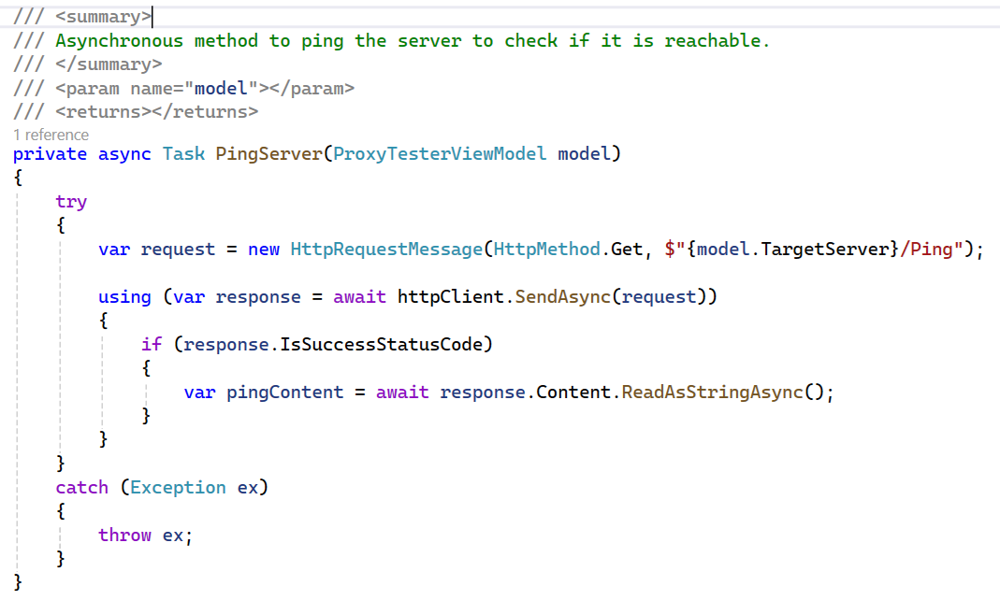 /// <summary>
/// Asynchronous method to ping the server to check if it is reachable.
/// </summary>
/// <param name="model"></param>
/// <returns></returns>
1 reference
private async Task PingServer(ProxyTesterViewModel model)
{
    try
    {
        var request = new HttpRequestMessage(HttpMethod.Get, $"{model.TargetServer}/Ping");

        using (var response = await httpClient.SendAsync(request))
        {
            if (response.IsSuccessStatusCode)
            {
                var pingContent = await response.Content.ReadAsStringAsync();
            }
        }
    }
    catch (Exception ex)
    {
        throw ex;
    }
}